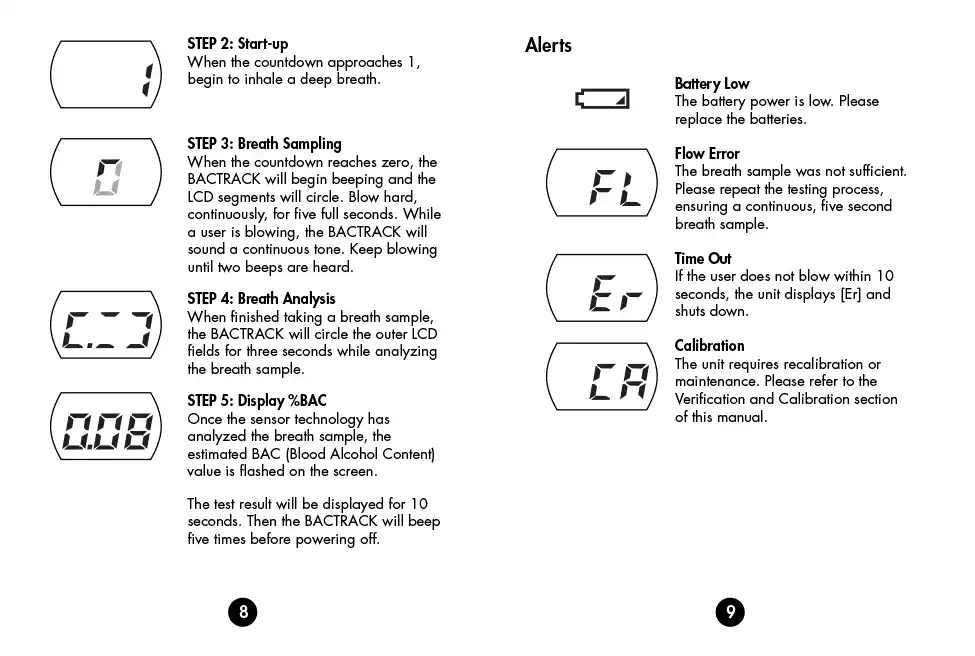 1
STEP 2: Start-up
When the countdown approaches 1,
begin to inhale a deep breath.
0
STEP 3: Breath Sampling
When the countdown reaches zero, the
BACTRACK will begin beeping and the
LCD segments will circle. Blow hard,
continuously, for five full seconds. While
a user is blowing, the BACTRACK will
sound a continuous tone. Keep blowing
until two beeps are heard.
STEP 4: Breath Analysis
When finished taking a breath sample,
the BACTRACK will circle the outer LCD
fields for three seconds while analyzing
the breath sample.
0.08
STEP 5: Display %BAC
Once the sensor technology has
analyzed the breath sample, the
estimated BAC (Blood Alcohol Content)
value is flashed on the screen.
The test result will be displayed for 10
seconds. Then the BACTRACK will beep
five times before powering off.
8
Alerts
Battery Low
The battery power is low. Please
replace the batteries.
FL
Flow Error
The breath sample was not sufficient.
Please repeat the testing process,
ensuring a continuous, five second
breath sample.
Er
Time Out
If the user does not blow within 10
seconds, the unit displays [Er] and
shuts down.
CA
Calibration
The unit requires recalibration or
maintenance. Please refer to the
Verification and Calibration section
of this manual.
9